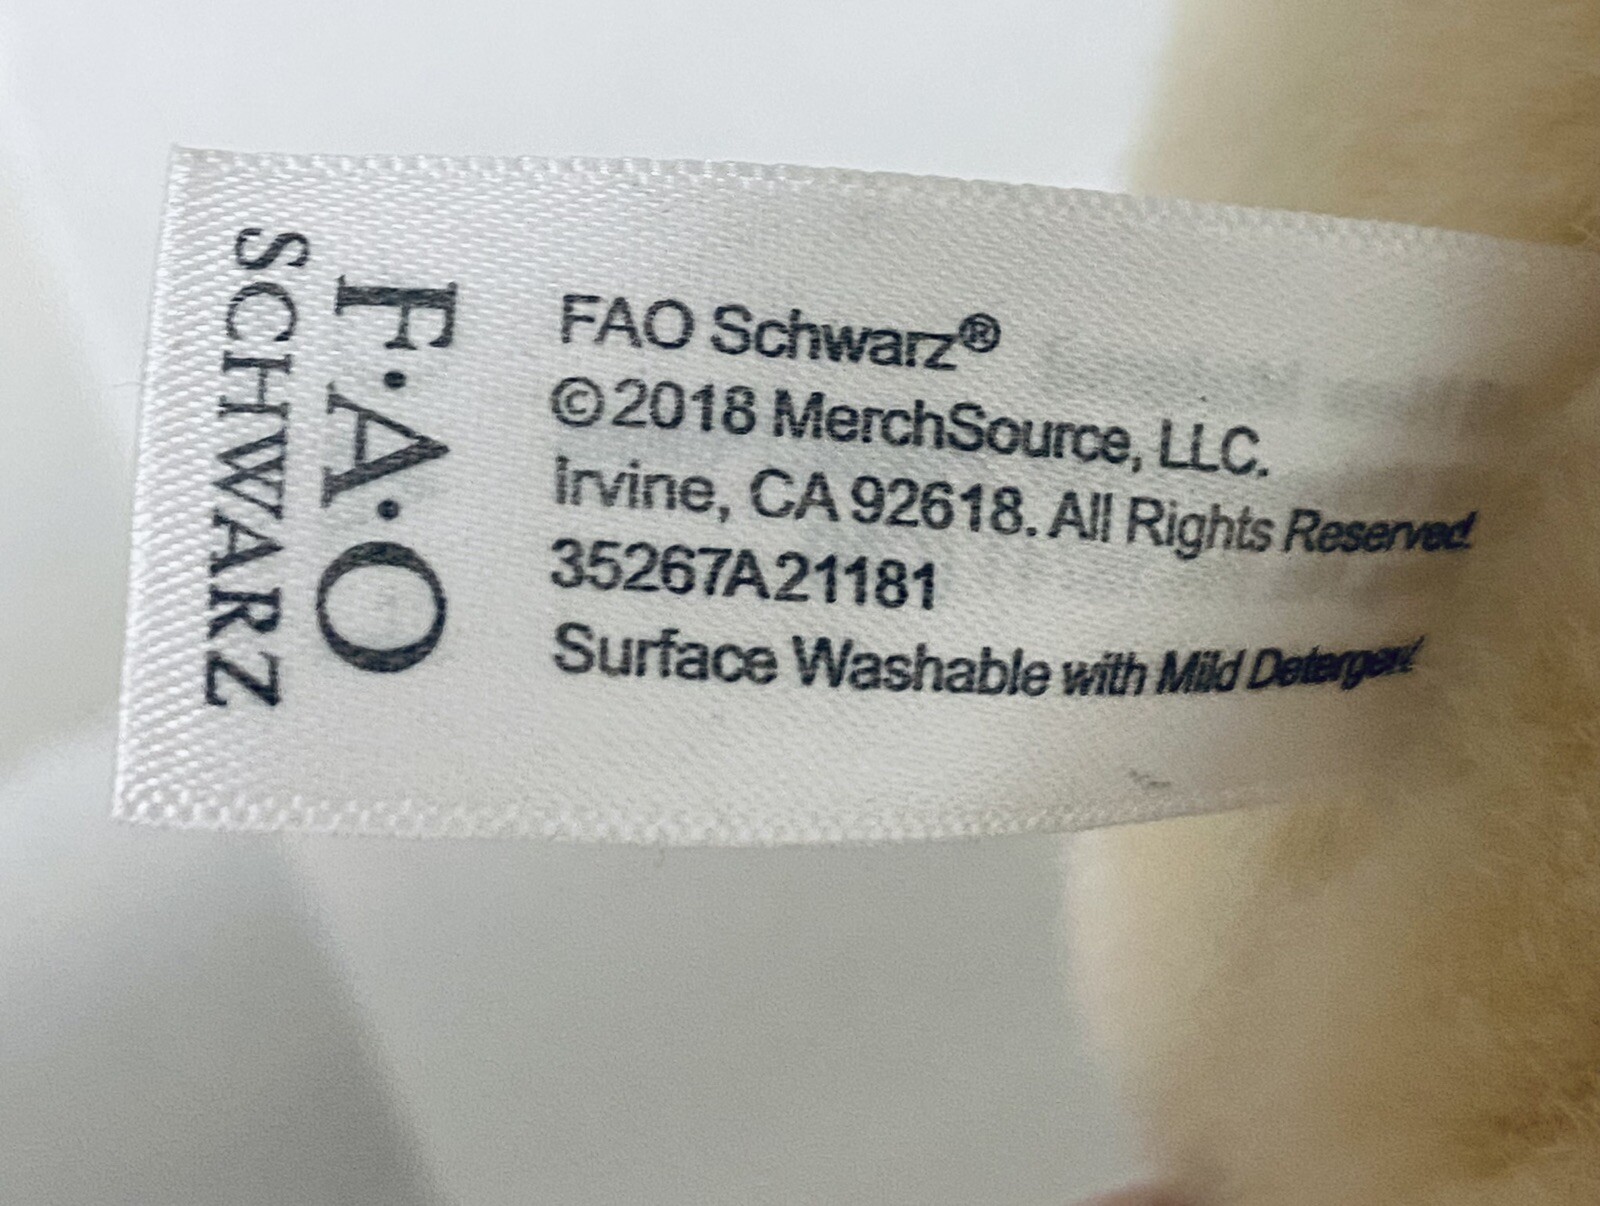 F·A·O
SCHWARZ
FAO Schwarz®
©2018 MerchSource, LLC.
Irvine, CA 92618. All Rights Reserved.
35267A21181
Surface Washable with Mild Detergent